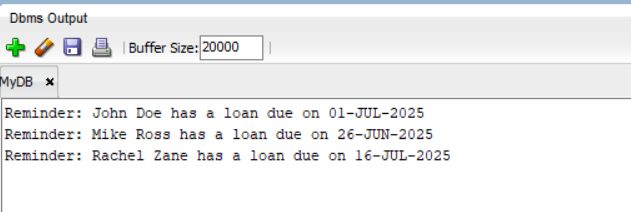 Dbms Output
Buffer Size: 20000
MyDB
Reminder: John Doe has a loan due on 01-JUL-2025
Reminder: Mike Ross has a loan due on 26-JUN-2025
Reminder: Rachel Zane has a loan due on 16-JUL-2025